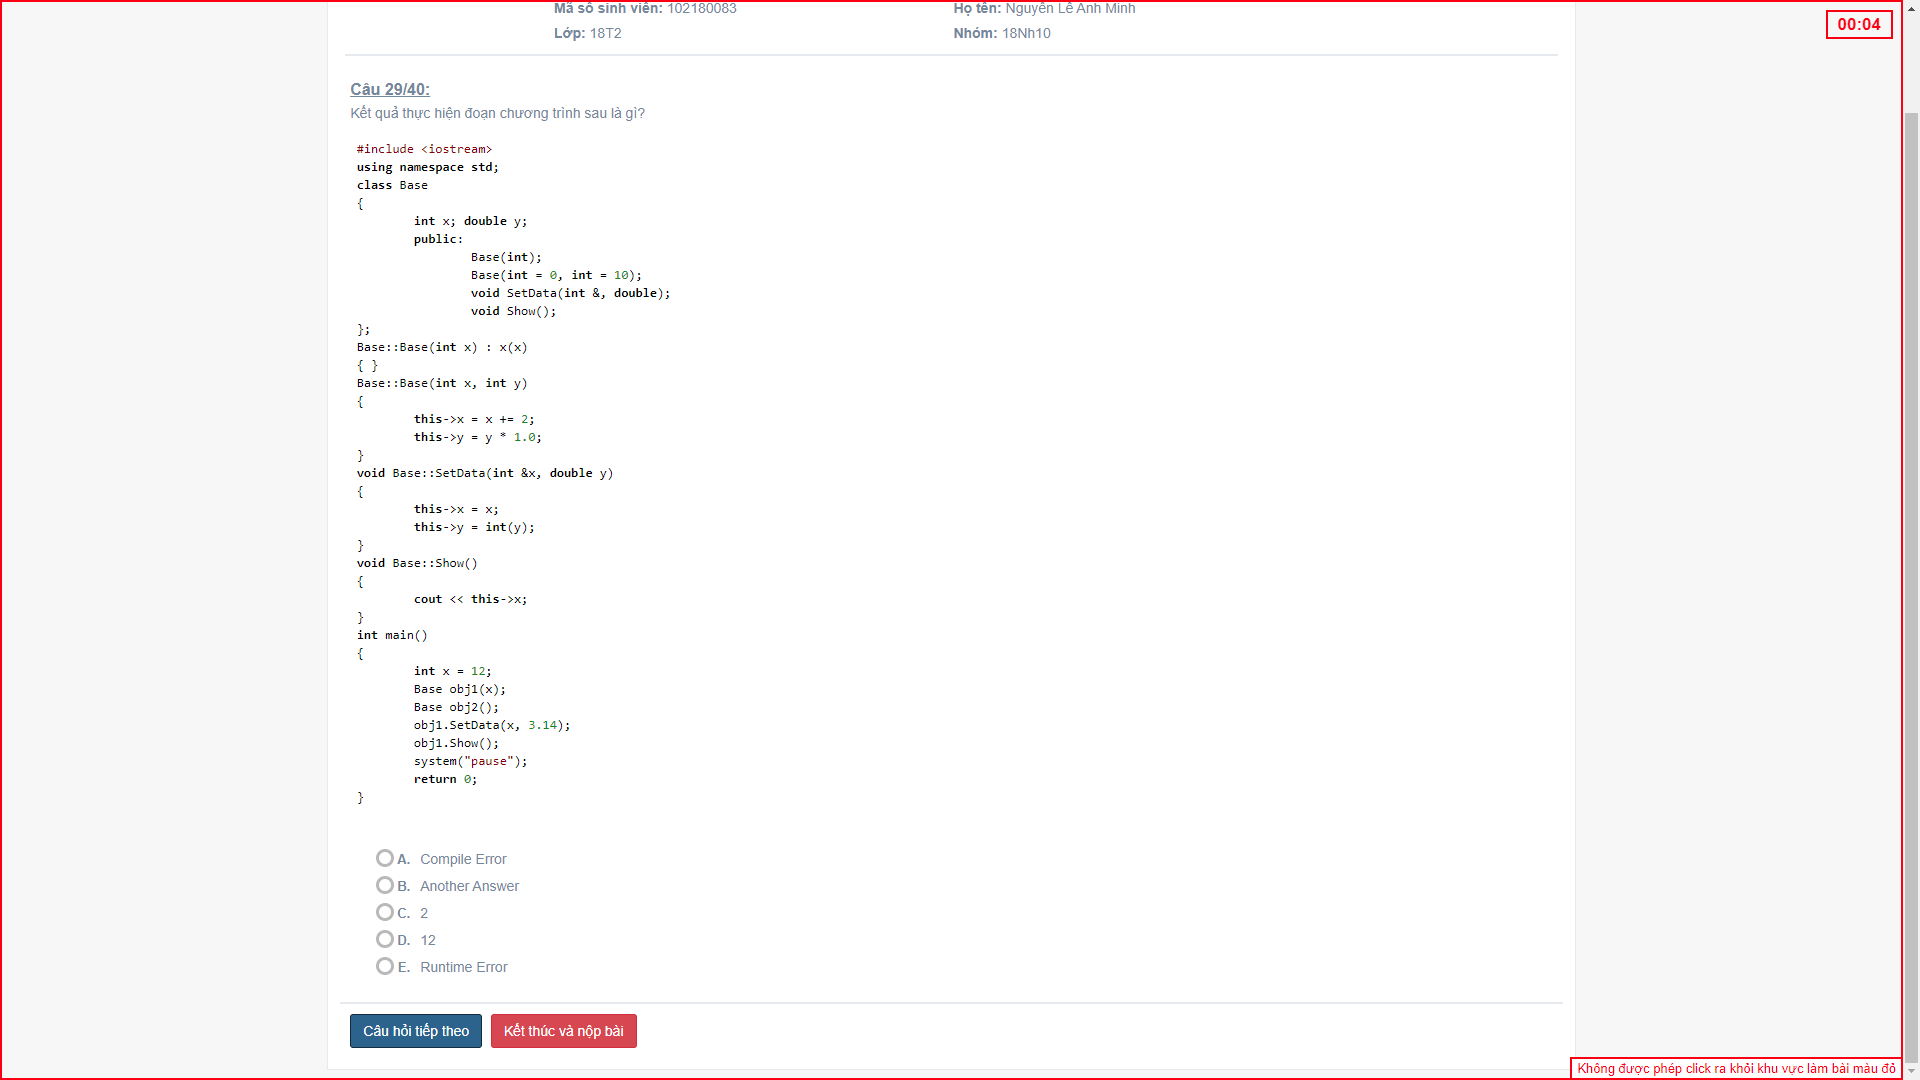 Mã số sinh viên: 102180083
Họ tên: Nguyễn Lê Anh Minh
00:04
Lớp: 18T2
Nhóm: 18Nh10
Câu 29/40:
Kết quả thực hiện đoạn chương trình sau là gì?
#include <iostream>
using namespace std;
class Base
{
        int x; double y;
        public:
                Base(int);
                Base(int = 0, int = 10);
                void SetData(int &, double);
                void Show();
};
Base::Base(int x) : x(x)
{ }
Base::Base(int x, int y)
{
        this->x = x += 2;
        this->y = y * 1.0;
}
void Base::SetData(int &x, double y)
{
        this->x = x;
        this->y = int(y);
}
void Base::Show()
{
        cout << this->x;
}
int main()
{
        int x = 12;
        Base obj1(x);
        Base obj2();
        obj1.SetData(x, 3.14);
        obj1.Show();
        system("pause");
        return 0;
}
A. Compile Error
B. Another Answer
C. 2
D. 12
E. Runtime Error
Câu hỏi tiếp theo
Kết thúc và nộp bài
Không được phép click ra khỏi khu vực làm bài màu đỏ